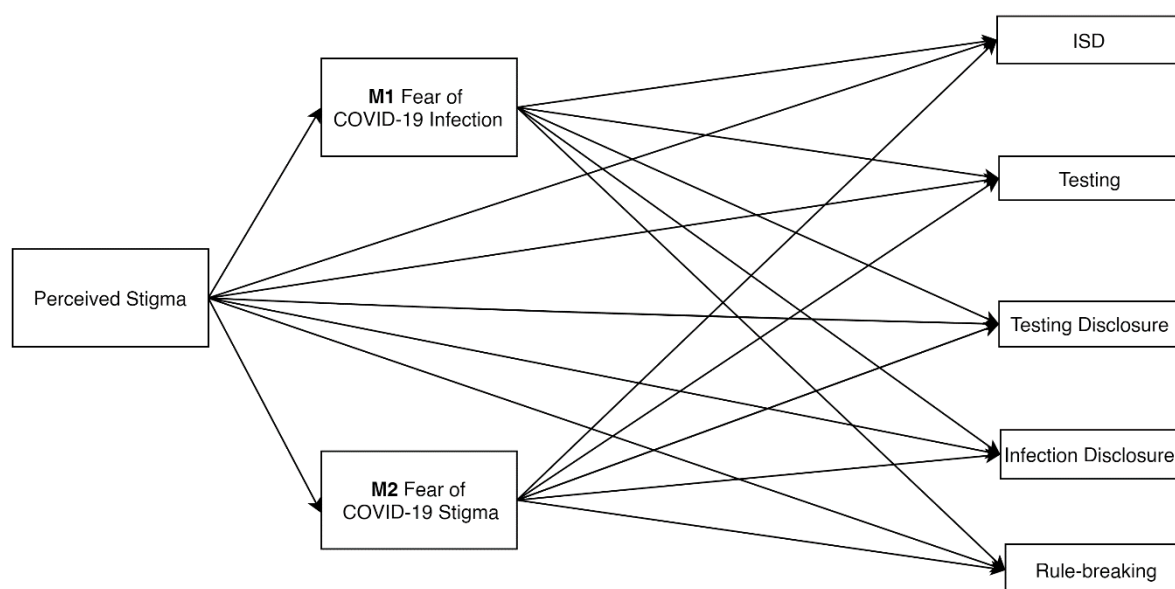 ISD
M1 Fear of
COVID-19 Infection
Testing
Perceived Stigma
Testing Disclosure
M2 Fear of
COVID-19 Stigma
Infection Disclosure
Rule-breaking